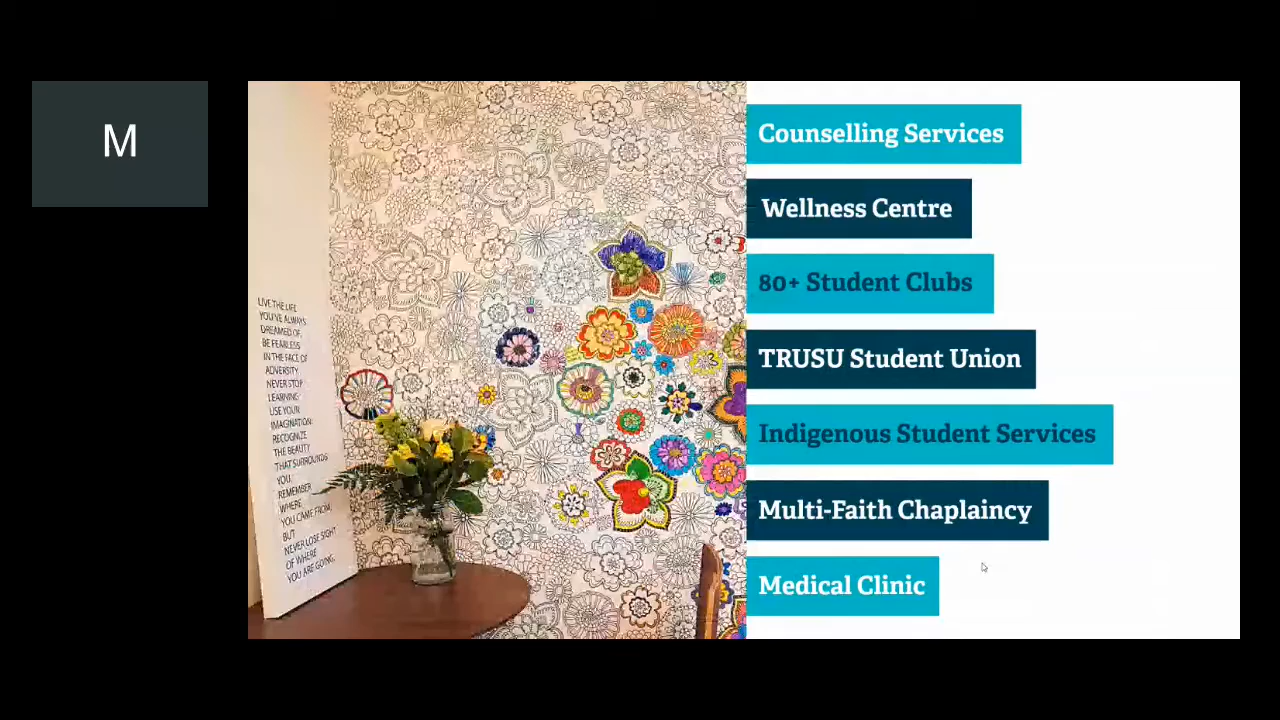 M
LIVE THE LIFE
YOU'VE ALWAYS
DREAMED OF.
BE FEARLESS
IN THE FACE OF
ADVERSITY.
NEVER STOP
LEARNING.
USE YOUR
IMAGINATION.
RECOGNIZE
THE BEAUTY
THAT SURROUNDS
YOU.
REMEMBER
WHERE
YOU CAME FROM,
BUT
NEVER LOSE SIGHT
OF WHERE
YOU ARE GOING.
Counselling Services
Wellness Centre
80+ Student Clubs
TRUSU Student Union
Indigenous Student Services
Multi-Faith Chaplaincy
Medical Clinic